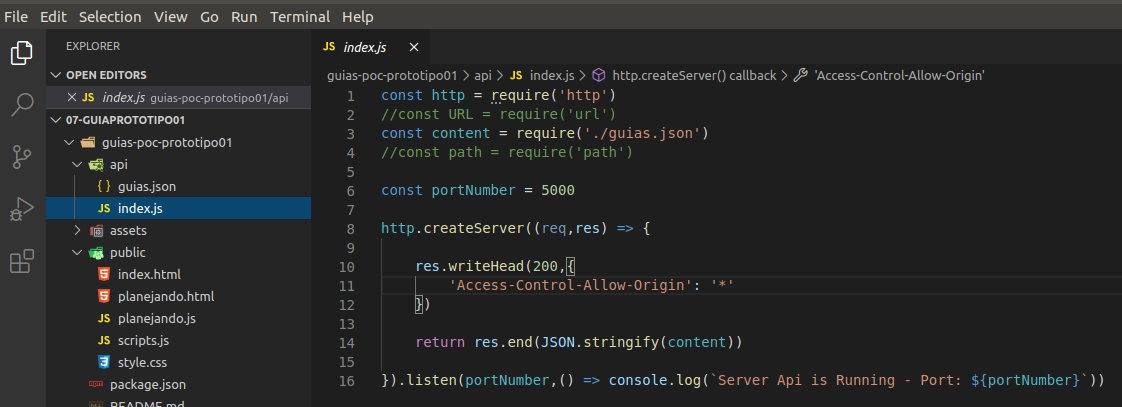 File Edit Selection View Go Run Terminal Help
EXPLORER
OPEN EDITORS
JS index.js guias-poc-prototipo01/api
07-GUIAPROTOTIPO01
guias-poc-prototipo01
api
{ } guias.json
JS index.js
assets
public
index.html
planejando.html
JS planejando.js
JS scripts.js
style.css
package.json
README.md
JS index.js
guias-poc-prototipo01 > api > JS index.js > http.createServer() callback > 'Access-Control-Allow-Origin'
1 const http = require('http')
2 //const URL = require('url')
3 const content = require('./guias.json')
4 //const path = require('path')
5
6 const portNumber = 5000
7
8 http.createServer((req,res) => {
9
10 res.writeHead(200,{
11 'Access-Control-Allow-Origin': '*'
12 })
13
14 return res.end(JSON.stringify(content))
15
16 }).listen(portNumber,() => console.log(`Server Api is Running - Port: ${portNumber}`))